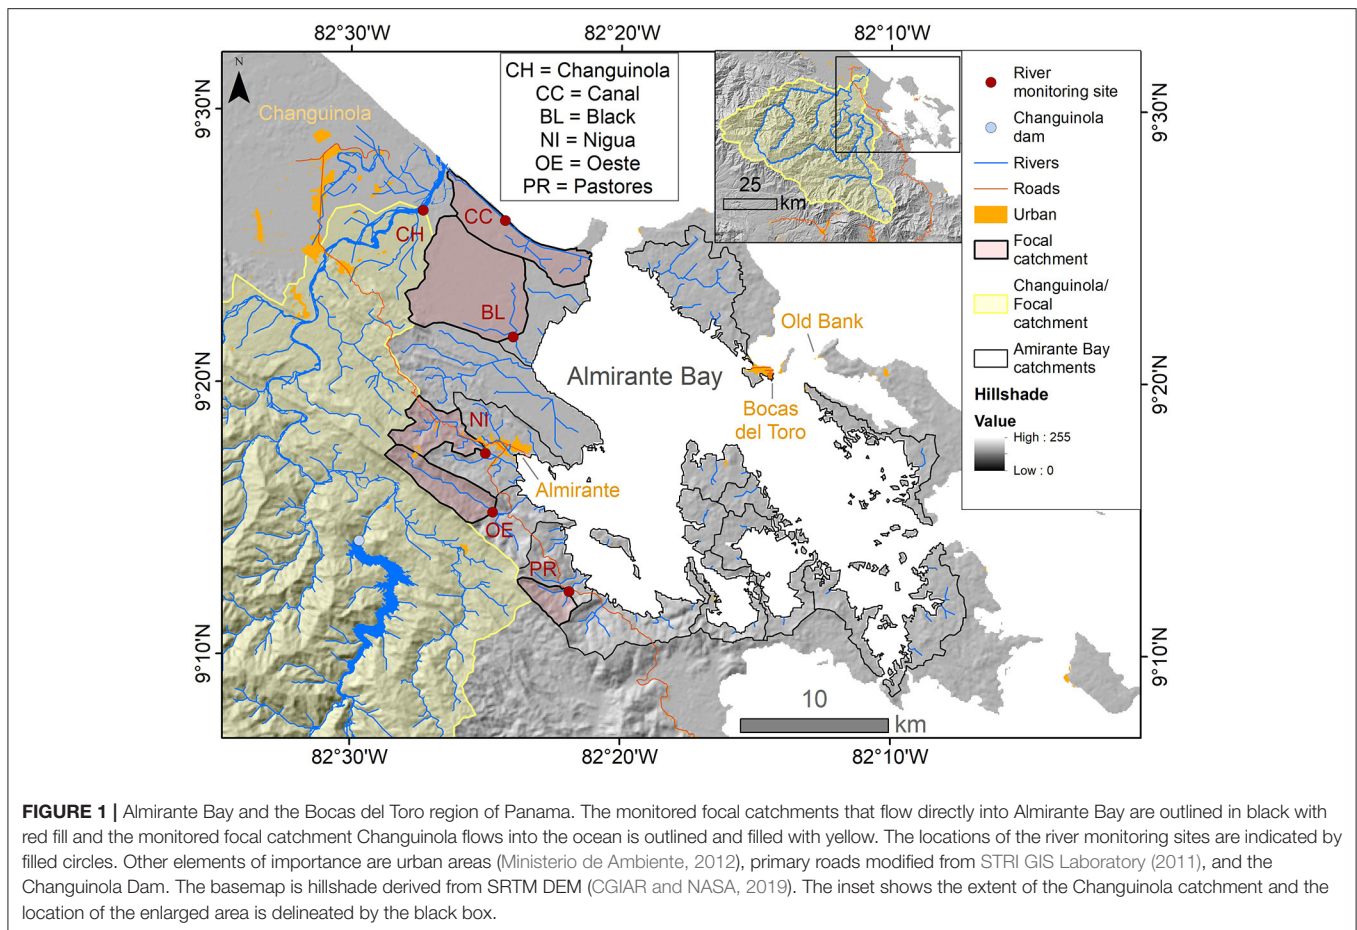 82°30'W
82°20'W
82°10'W
N
CH = Changuinola
CC = Canal
BL = Black
NI = Nigua
OE = Oeste
PR = Pastores
25
km
River
monitoring site
Changuinola
dam
Rivers
Roads
Urban
Focal
catchment
Changuinola/
Focal
catchment
Amirante Bay
catchments
Hillshade
Value
High : 255
Low : 0
9°30'N
9°30'N
Changuinola
CC
CH
BL
Old Bank
9°20'N
9°20'N
Almirante Bay
Bocas
del Toro
NI
Almirante
OE
PR
9°10'N
9°10'N
10
km
82°30'W
82°20'W
82°10'W
FIGURE 1 | Almirante Bay and the Bocas del Toro region of Panama. The monitored focal catchments that flow directly into Almirante Bay are outlined in black with
red fill and the monitored focal catchment Changuinola flows into the ocean is outlined and filled with yellow. The locations of the river monitoring sites are indicated by
filled circles. Other elements of importance are urban areas (Ministerio de Ambiente, 2012), primary roads modified from STRI GIS Laboratory (2011), and the
Changuinola Dam. The basemap is hillshade derived from SRTM DEM (CGIAR and NASA, 2019). The inset shows the extent of the Changuinola catchment and the
location of the enlarged area is delineated by the black box.